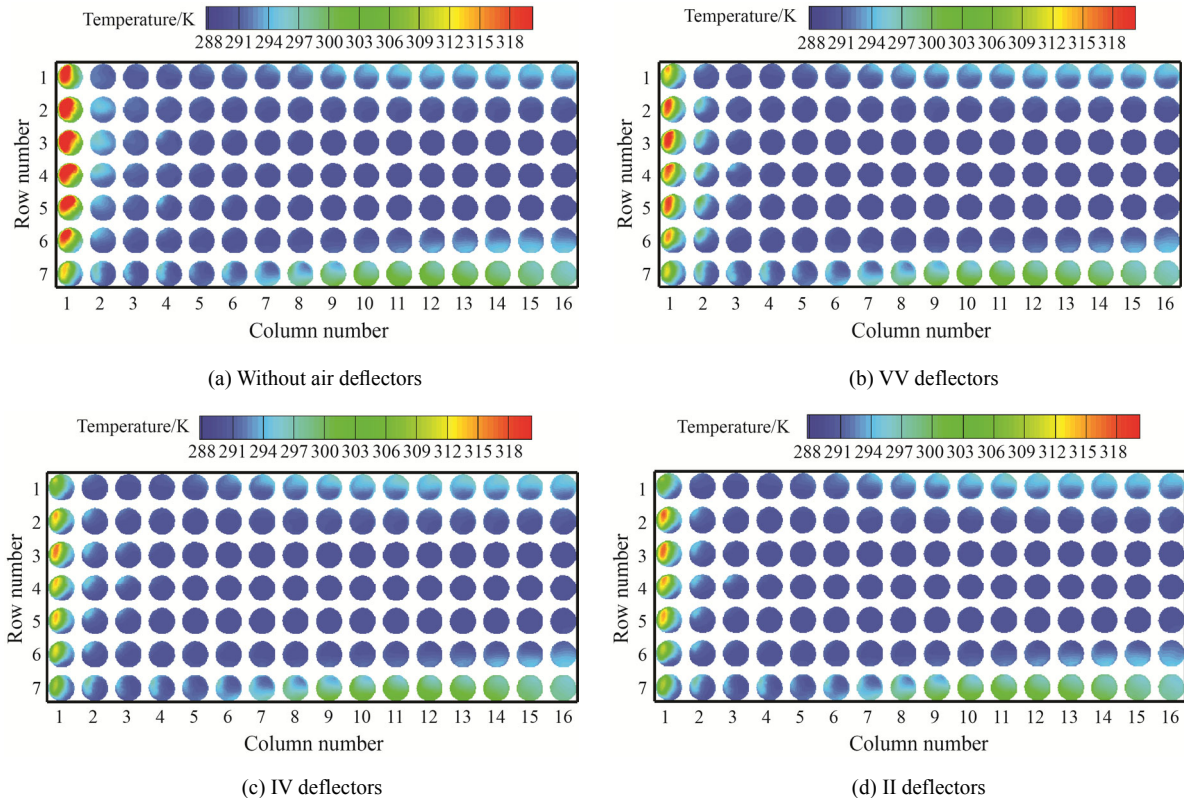 Temperature/K
288 291 294 297 300 303 306 309 312 315 318
Row number
1
2
3
4
5
6
7
1 2 3 4 5 6 7 8 9 10 11 12 13 14 15 16
Column number
(a) Without air deflectors
Temperature/K
288 291 294 297 300 303 306 309 312 315 318
Row number
1
2
3
4
5
6
7
1 2 3 4 5 6 7 8 9 10 11 12 13 14 15 16
Column number
(b) VV deflectors
Temperature/K
288 291 294 297 300 303 306 309 312 315 318
Row number
1
2
3
4
5
6
7
1 2 3 4 5 6 7 8 9 10 11 12 13 14 15 16
Column number
(c) IV deflectors
Temperature/K
288 291 294 297 300 303 306 309 312 315 318
Row number
1
2
3
4
5
6
7
1 2 3 4 5 6 7 8 9 10 11 12 13 14 15 16
Column number
(d) II deflectors